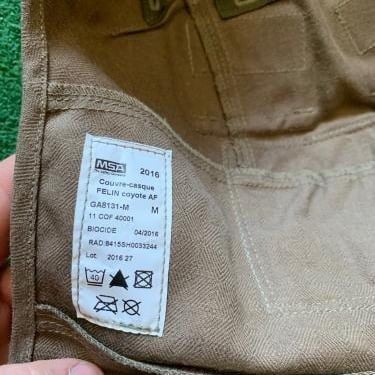 MSA 2016
Couvre-casque
FELIN coyote AF
GA8131-M M
11 COF 40001
BIOCIDE 04/2016
RAD:8415SH0033244
Lot: 2016 27
40